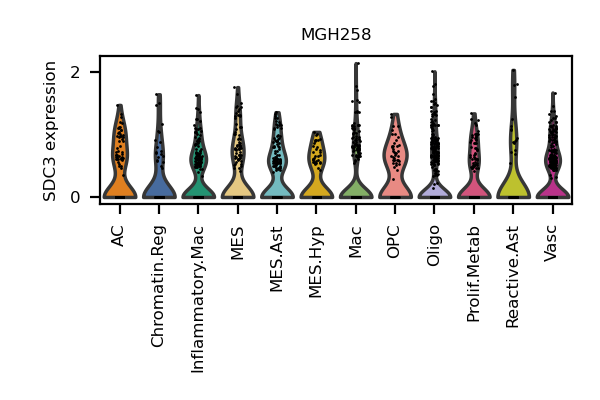 MGH258
SDC3 expression
2
0
AC
Chromatin.Reg
Inflammatory.Mac
MES
MES.Ast
MES.Hyp
Mac
OPC
Oligo
Prolif.Metab
Reactive.Ast
Vasc